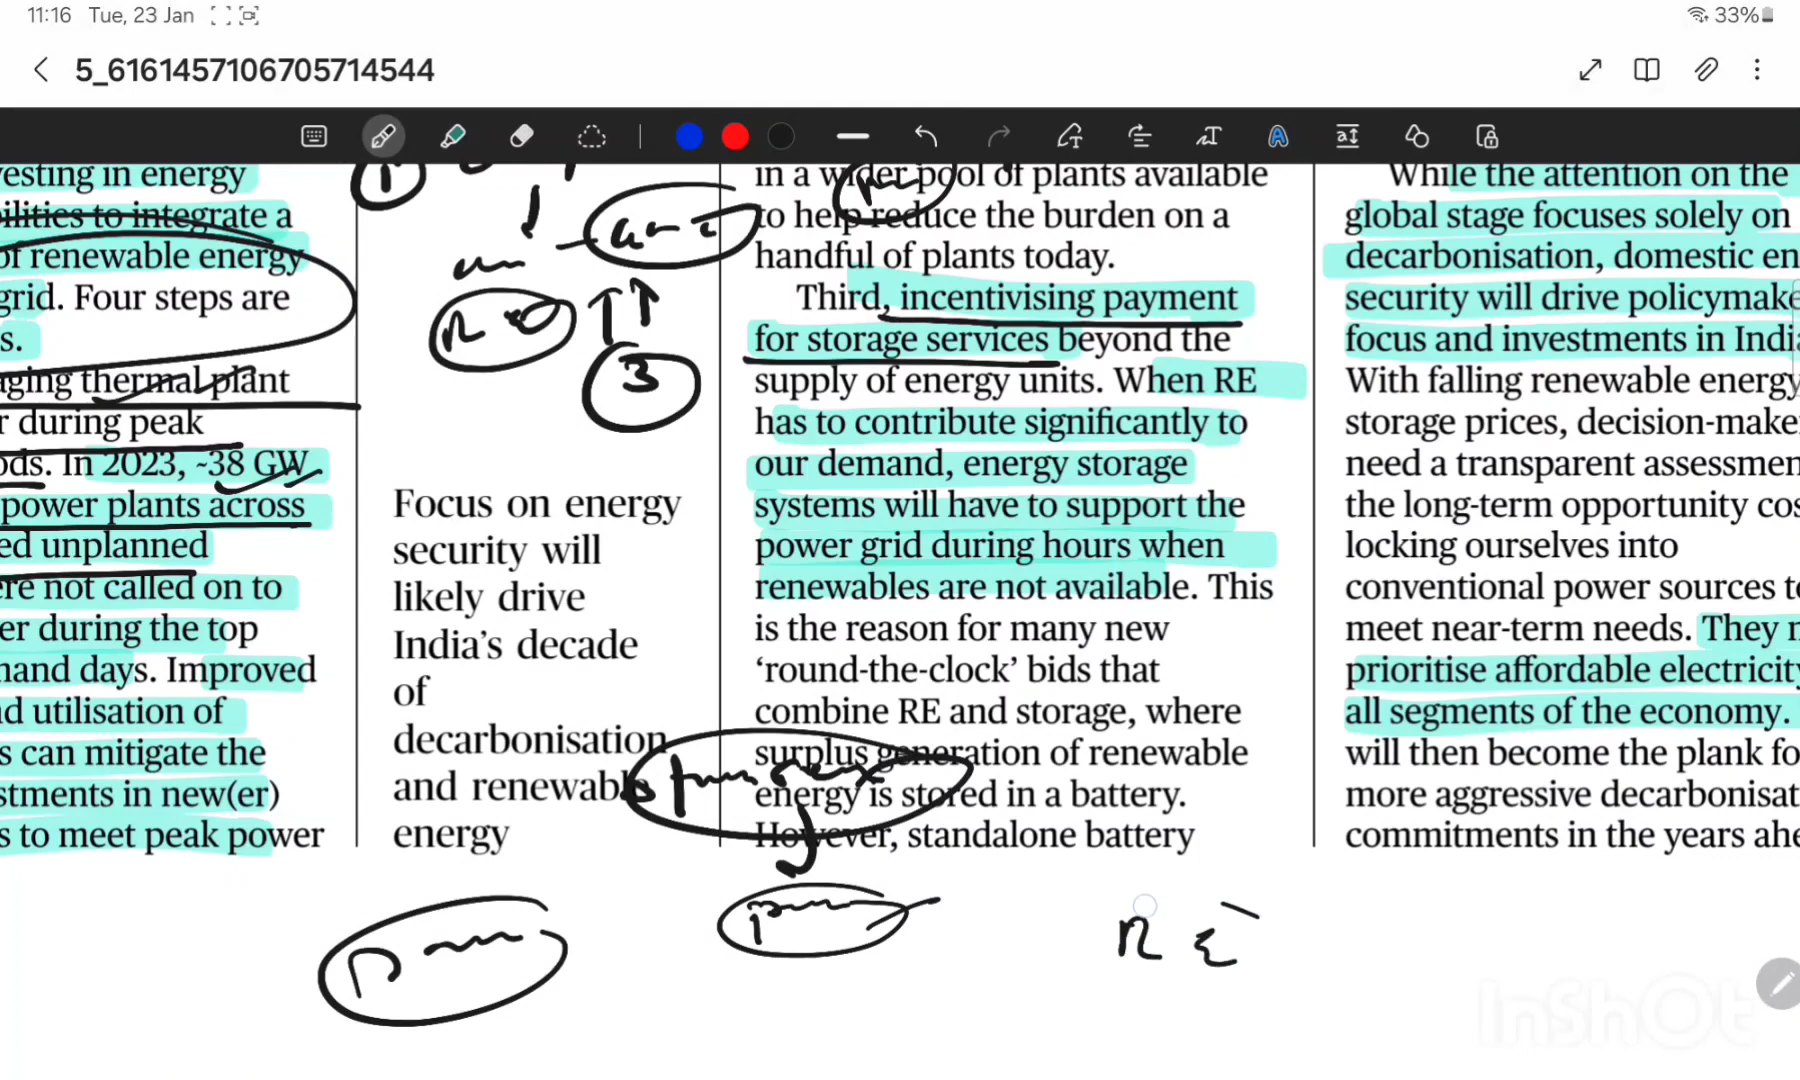 11:16 Tue, 23 Jan
33%
5_6161457106705714544
esting in energy
ilities to integrate a
of renewable energy
grid. Four steps are
s.
aging thermal plant
r during peak
ods. In 2023, ~38 GW
power plants across
ed unplanned
ere not called on to
er during the top
nand days. Improved
d utilisation of
s can mitigate the
stments in new(er)
s to meet peak power
1
3
Focus on energy
security will
likely drive
India's decade
of
decarbonisation
and renewable
energy
in a wider pool of plants available
to help reduce the burden on a
handful of plants today.
Third, incentivising payment
for storage services beyond the
supply of energy units. When RE
has to contribute significantly to
our demand, energy storage
systems will have to support the
power grid during hours when
renewables are not available. This
is the reason for many new
'round-the-clock' bids that
combine RE and storage, where
surplus generation of renewable
energy is stored in a battery.
However, standalone battery
RE
While the attention on the
global stage focuses solely on
decarbonisation, domestic en
security will drive policymake
focus and investments in Indi
With falling renewable energy
storage prices, decision-make
need a transparent assessmen
the long-term opportunity cos
locking ourselves into
conventional power sources to
meet near-term needs. They m
prioritise affordable electricity
all segments of the economy.
will then become the plank fo
more aggressive decarbonisat
commitments in the years ahe
InShOt